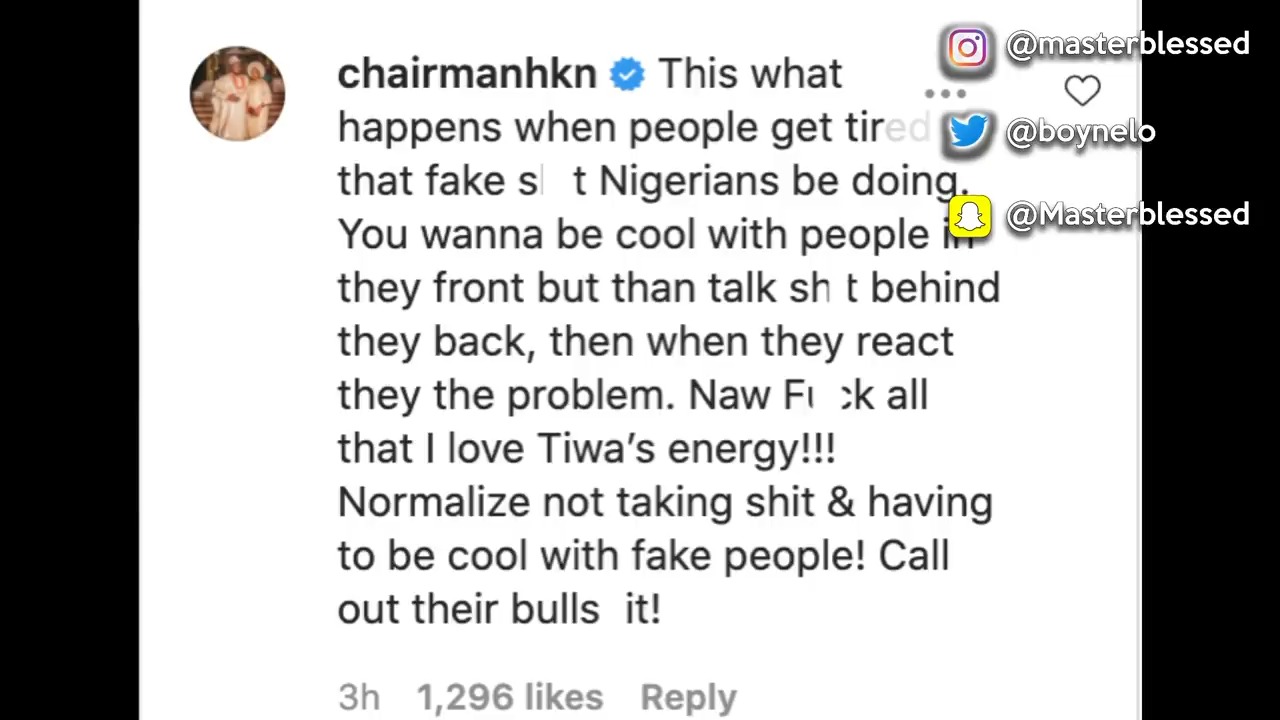 chairmanhkn This what
happens when people get tired
that fake s t Nigerians be doing.
You wanna be cool with people in
they front but than talk sh t behind
they back, then when they react
they the problem. Naw Fu ck all
that I love Tiwa’s energy!!!
Normalize not taking shit & having
to be cool with fake people! Call
out their bulls it!
3h 1,296 likes Reply
@masterblessed
@boynelo
@Masterblessed